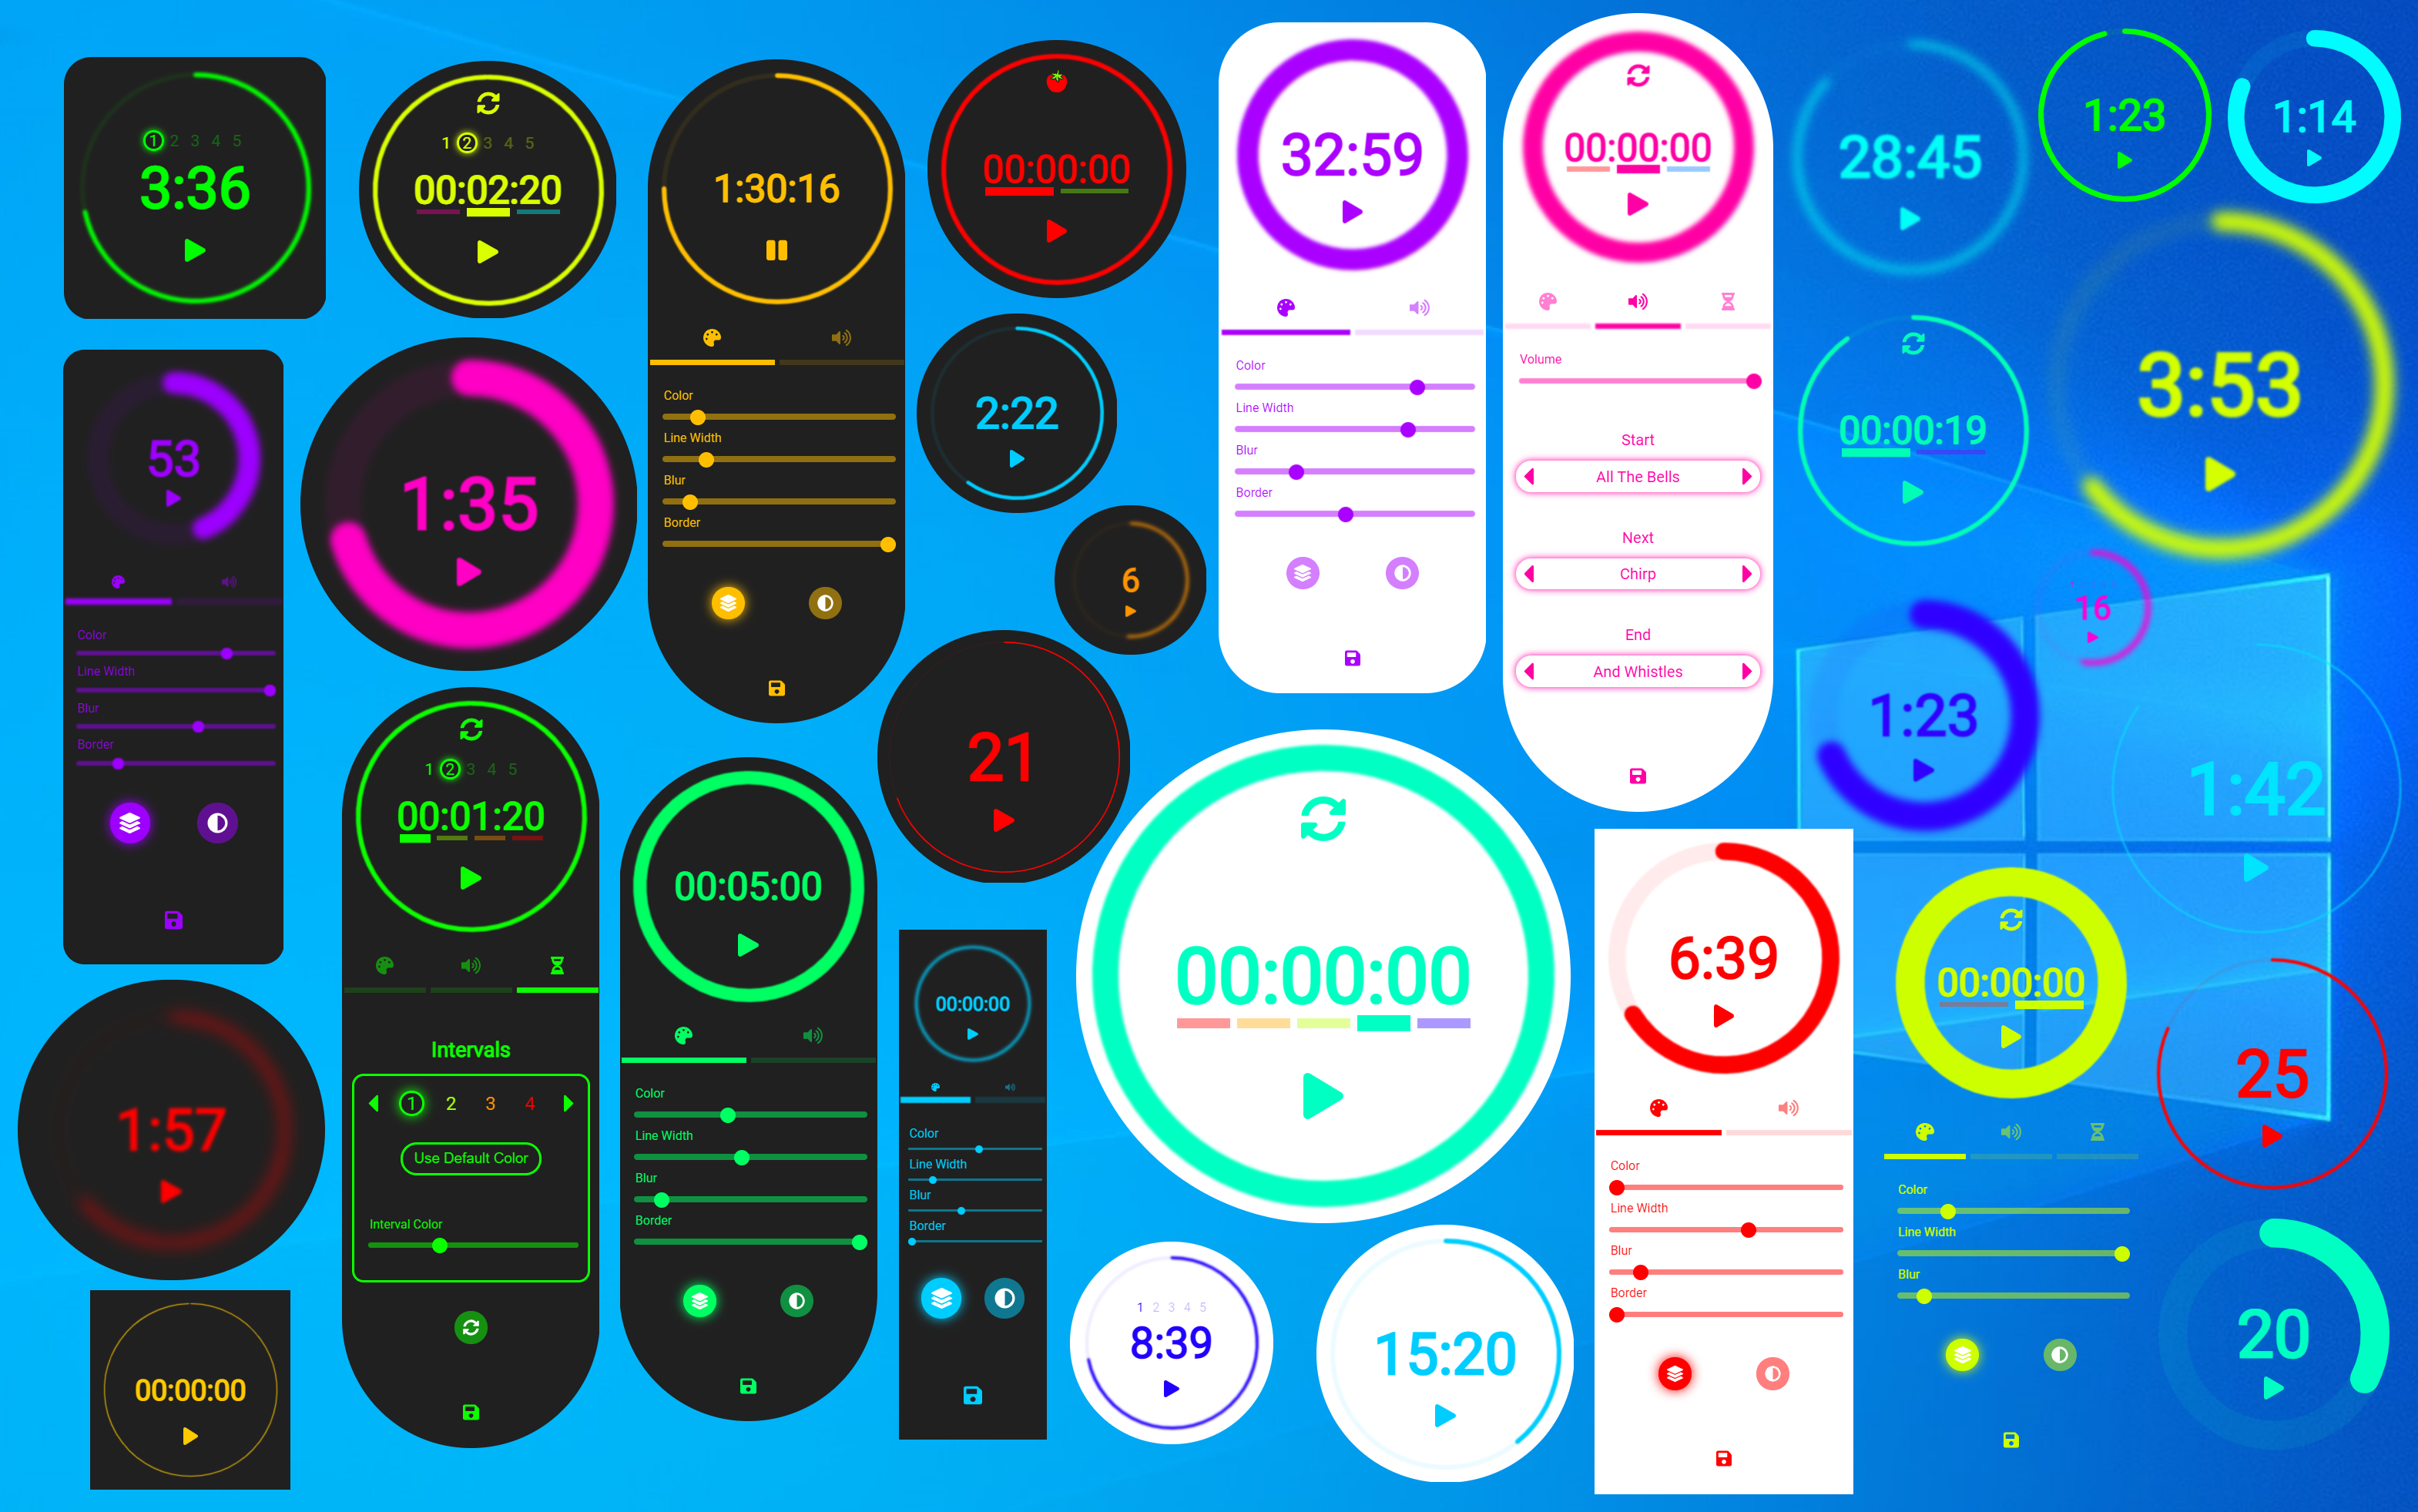 1 2 3 4 5
3:36
1 2 3 4 5
00:02:20
1:30:16
Color
Line Width
Blur
Border
00:00:00
32:59
Color
Line Width
Blur
Border
00:00:00
Volume
Start
All The Bells
Next
Chirp
End
And Whistles
28:45
1:23
1:14
53
Color
Line Width
Blur
Border
1:35
2:22
6
00:00:19
3:53
16
1:23
1:42
1 2 3 4 5
00:01:20
Intervals
1 2 3 4
Use Default Color
Interval Color
00:05:00
Color
Line Width
Blur
Border
21
00:00:00
Color
Line Width
Blur
Border
00:00:00
6:39
Color
Line Width
Blur
Border
00:00:00
Color
Line Width
Blur
25
1:57
00:00:00
1 2 3 4 5
8:39
15:20
20